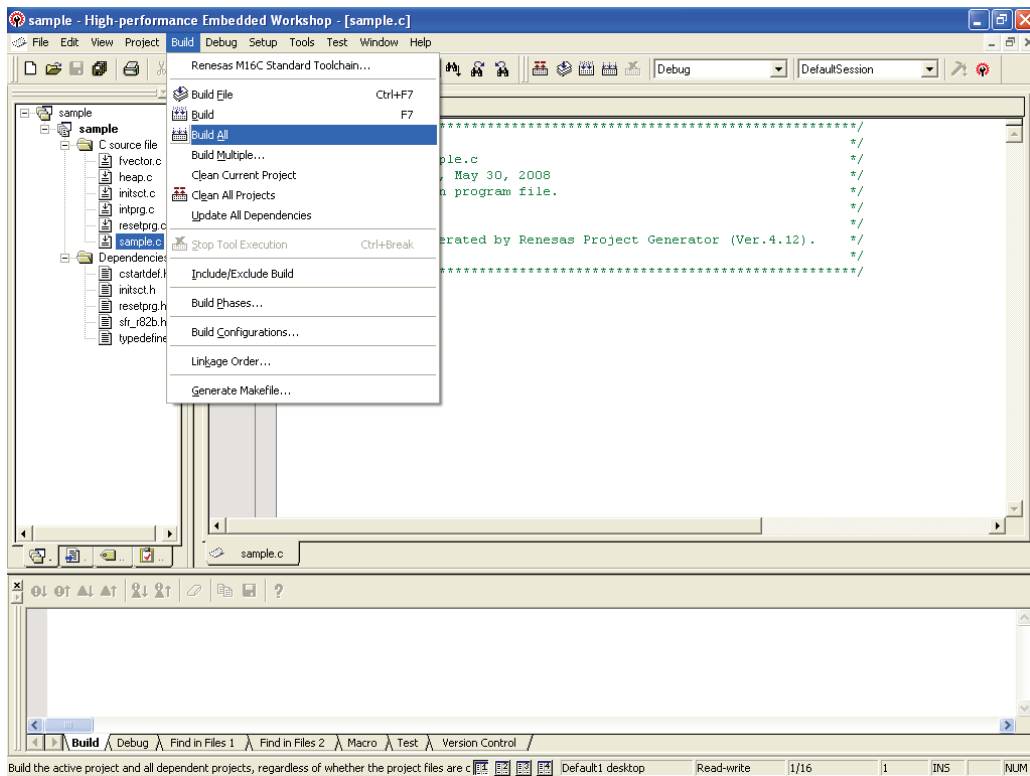 sample - High-performance Embedded Workshop - [sample.c]
File Edit View Project Build Debug Setup Tools Test Window Help
Debug DefaultSession
Renesas M16C Standard Toolchain...
Build File Ctrl+F7
Build F7
Build All
Build Multiple...
Clean Current Project
Clean All Projects
Update All Dependencies
Stop Tool Execution Ctrl+Break
Include/Exclude Build
Build Phases...
Build Configurations...
Linkage Order...
Generate Makefile...
sample
sample
C source file
fvector.c
heap.c
initsct.c
intprg.c
resetprg.c
sample.c
Dependencies
cstartdef.h
initsct.h
resetprg.h
sfr_r82b.h
typedefine
***********************************************************/
*/
ple.c */
, May 30, 2008 */
n program file. */
*/
*/
erated by Renesas Project Generator (Ver.4.12). */
*/
***********************************************************/
sample.c
Build Debug Find in Files 1 Find in Files 2 Macro Test Version Control
Build the active project and all dependent projects, regardless of whether the project files are c 1 2 3 4 Default1 desktop Read-write 1/16 1 INS NUM